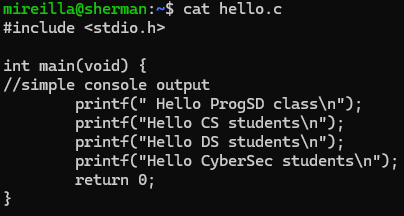 mireilla@sherman:~$ cat hello.c
#include <stdio.h>

int main(void) {
//simple console output
        printf(" Hello ProgSD class\n");
        printf("Hello CS students\n");
        printf("Hello DS students\n");
        printf("Hello CyberSec students\n");
        return 0;
}